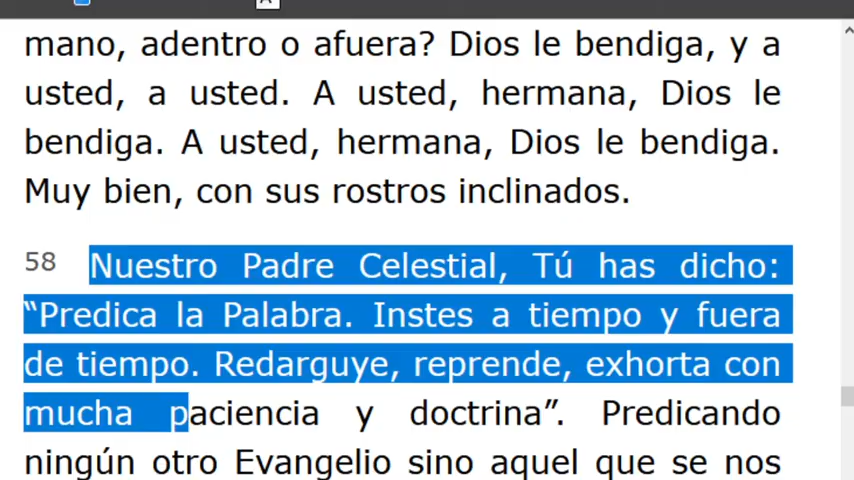 mano, adentro o afuera? Dios le bendiga, y a
usted, a usted. A usted, hermana, Dios le
bendiga. A usted, hermana, Dios le bendiga.
Muy bien, con sus rostros inclinados.
58 Nuestro Padre Celestial, Tú has dicho:
“Predica la Palabra. Instes a tiempo y fuera
de tiempo. Redarguye, reprende, exhorta con
mucha paciencia y doctrina”. Predicando
ningún otro Evangelio sino aquel que se nos